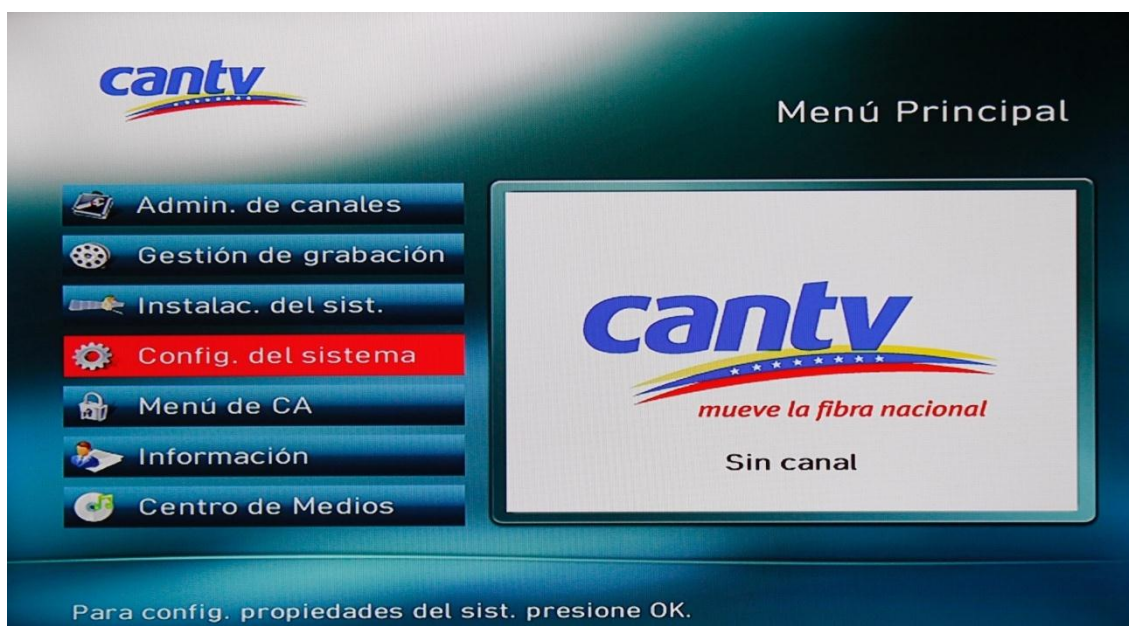 cantv
Menú Principal
Admin. de canales
Gestión de grabación
Instalac. del sist.
Config. del sistema
Menú de CA
Información
Centro de Medios
cantv
mueve la fibra nacional
Sin canal
Para config. propiedades del sist. presione OK.